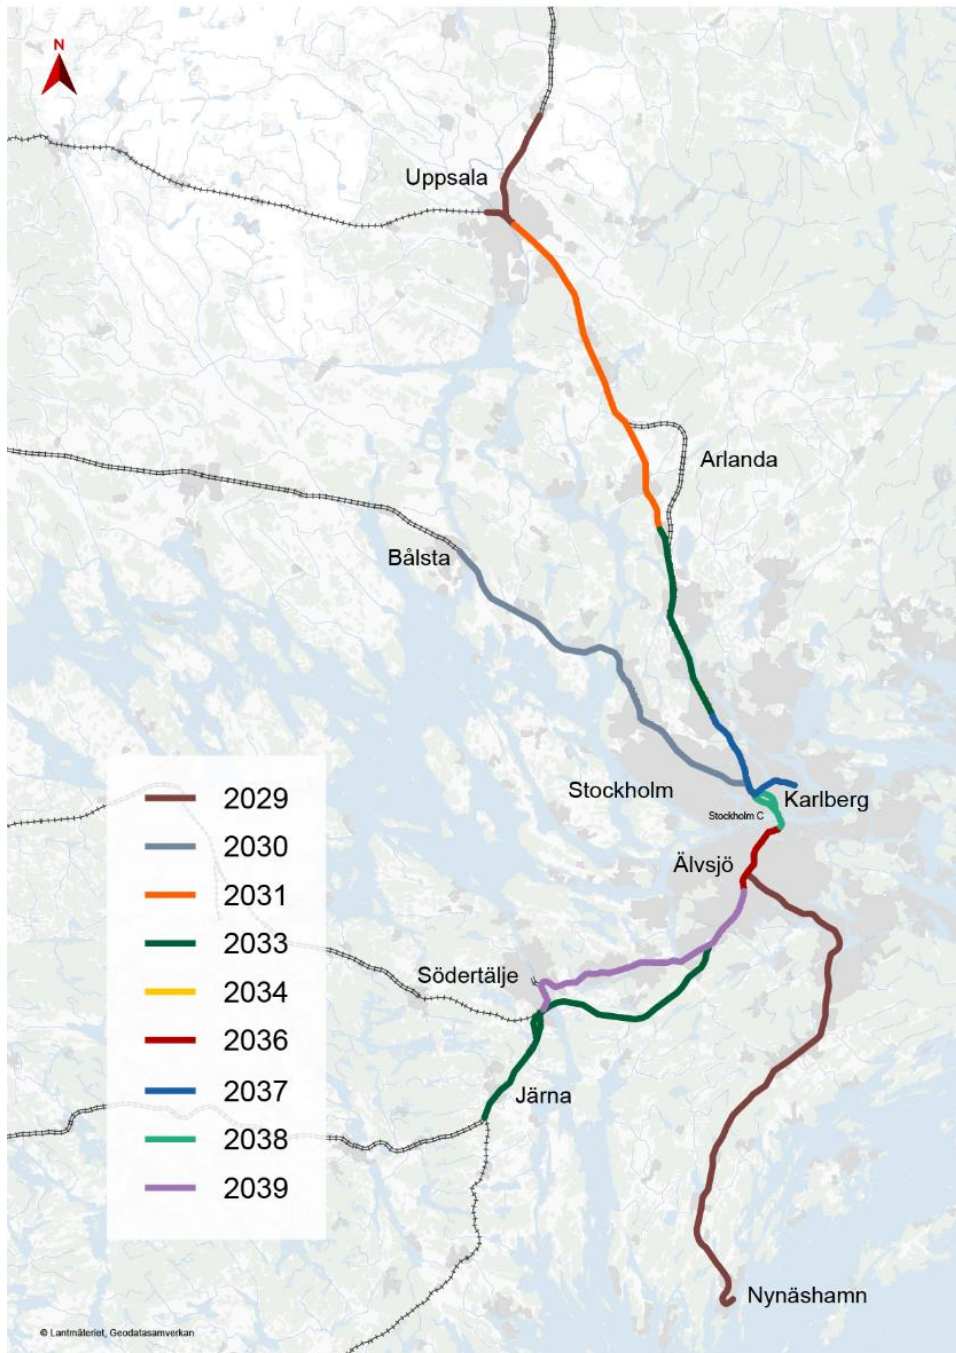 N
Uppsala
Arlanda
Bålsta
Stockholm
Karlberg
Stockholm C
Älvsjö
Södertälje
Järna
Nynäshamn
2029
2030
2031
2033
2034
2036
2037
2038
2039
© Lantmäteriet, Geodatasamverkan